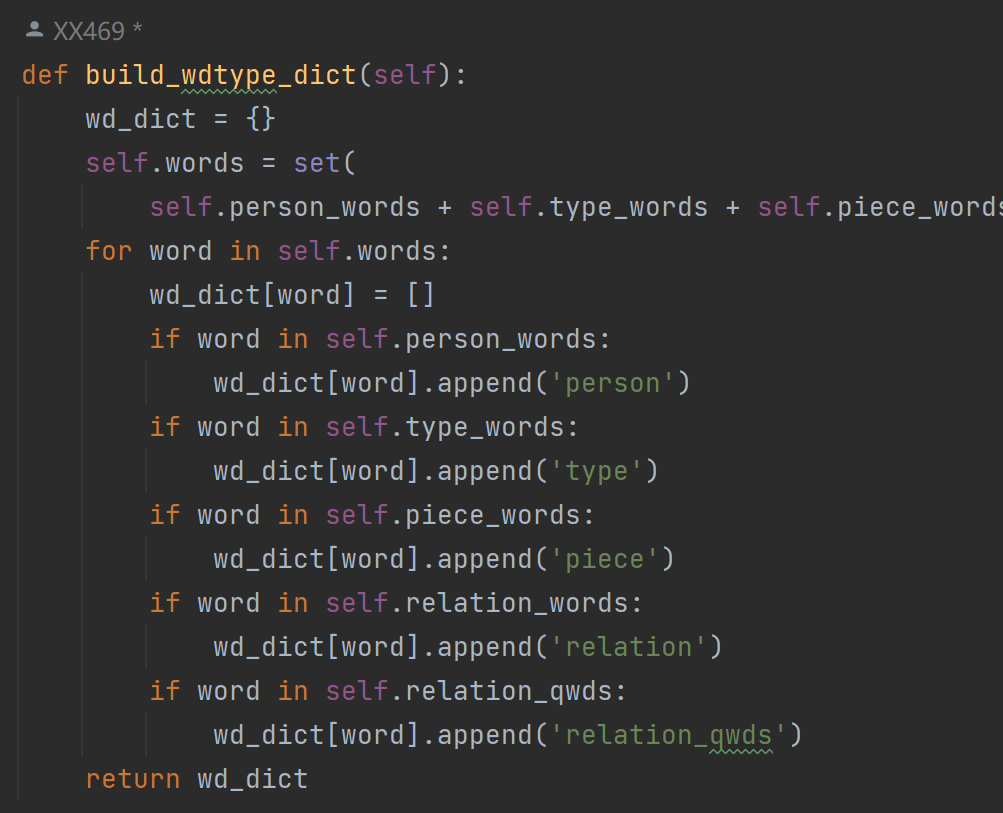 XX469 *
def build_wdtype_dict(self):
    wd_dict = {}
    self.words = set(
        self.person_words + self.type_words + self.piece_words
    for word in self.words:
        wd_dict[word] = []
        if word in self.person_words:
            wd_dict[word].append('person')
        if word in self.type_words:
            wd_dict[word].append('type')
        if word in self.piece_words:
            wd_dict[word].append('piece')
        if word in self.relation_words:
            wd_dict[word].append('relation')
        if word in self.relation_qwds:
            wd_dict[word].append('relation_qwds')
    return wd_dict